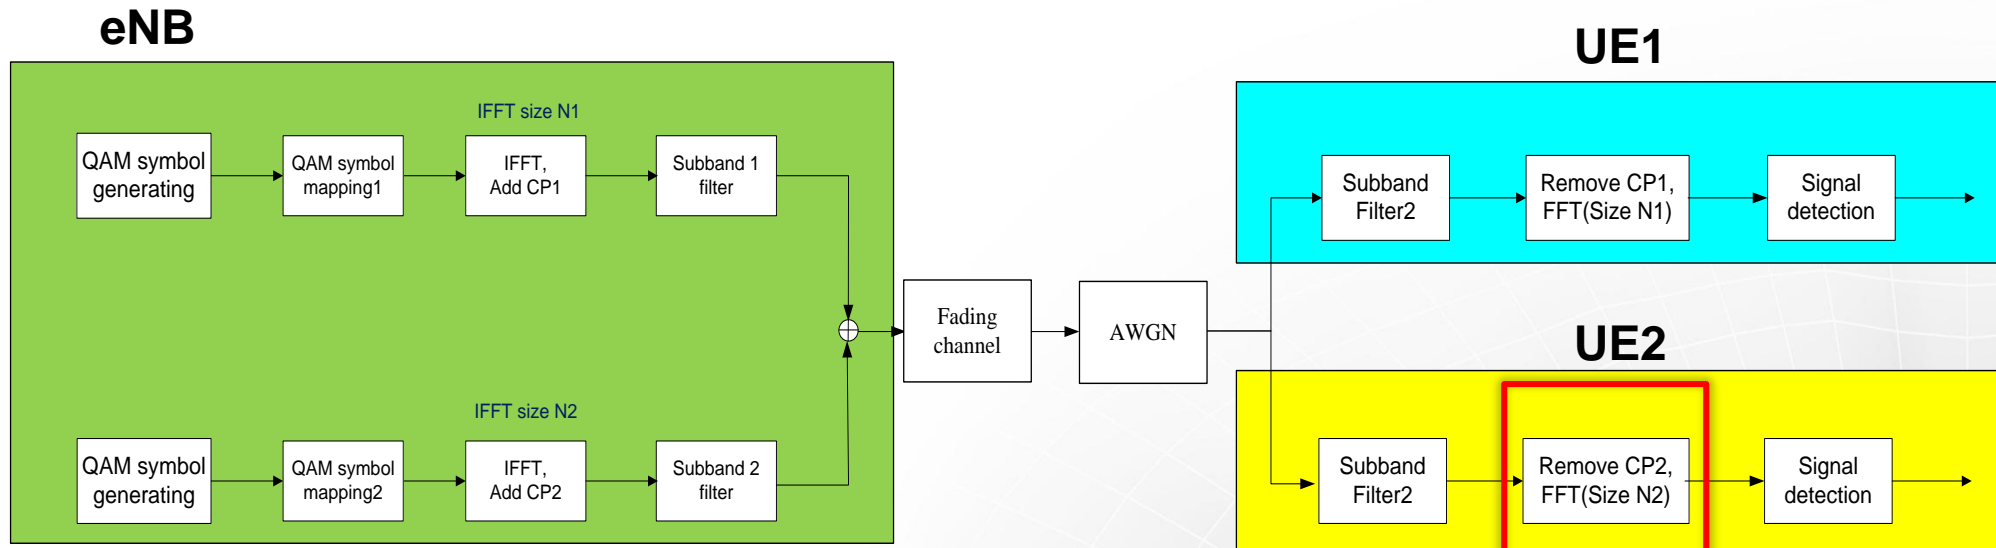 eNB
IFFT size N1
QAM symbol
generating
QAM symbol
mapping1
IFFT,
Add CP1
Subband 1
filter
IFFT size N2
QAM symbol
generating
QAM symbol
mapping2
IFFT,
Add CP2
Subband 2
filter
Fading
channel
AWGN
UE1
Subband
Filter2
Remove CP1,
FFT(Size N1)
Signal
detection
UE2
Subband
Filter2
Remove CP2,
FFT(Size N2)
Signal
detection